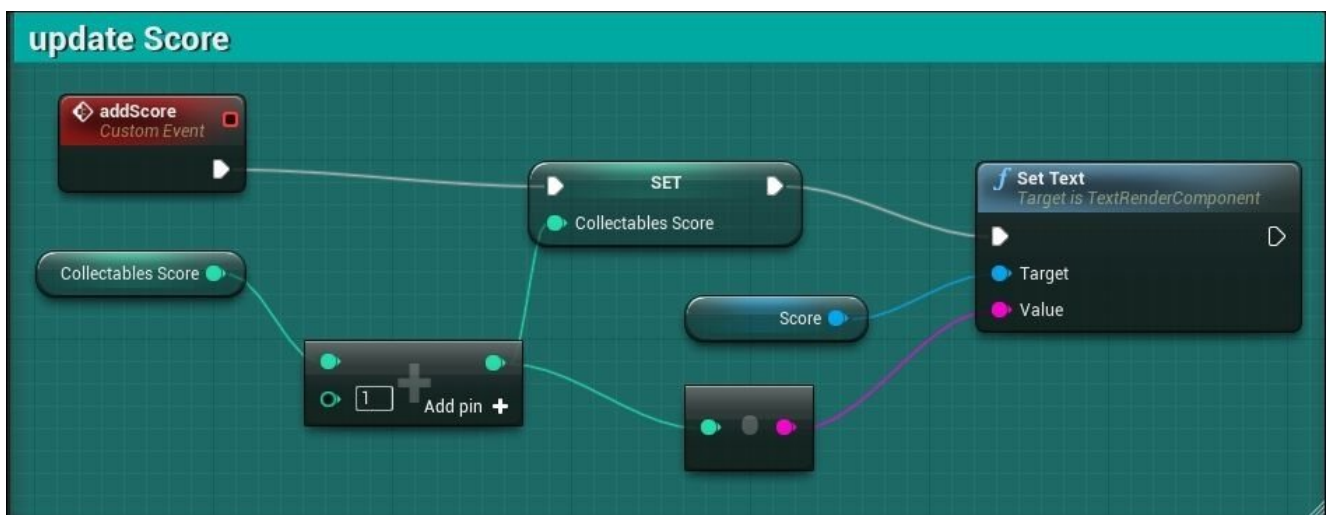 update Score
addScore
Custom Event
SET
Collectables Score
Set Text
Target is TextRenderComponent
Target
Value
Collectables Score
Score
1
Add pin +